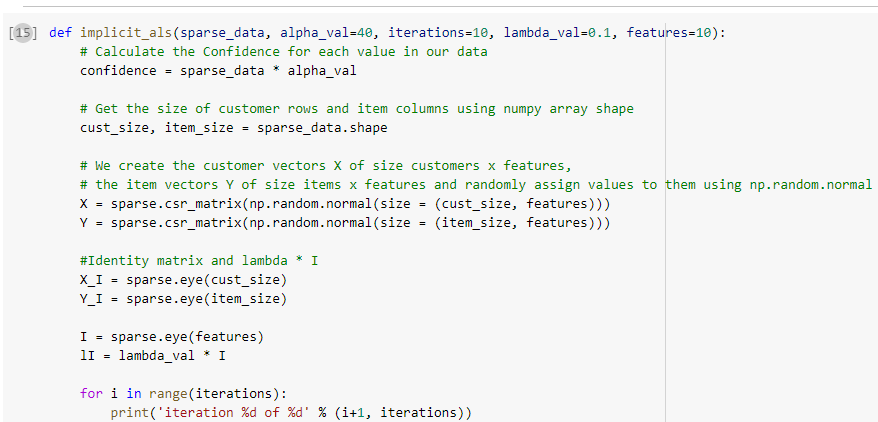 [15] def implicit_als(sparse_data, alpha_val=40, iterations=10, lambda_val=0.1, features=10):
    # Calculate the Confidence for each value in our data
    confidence = sparse_data * alpha_val

    # Get the size of customer rows and item columns using numpy array shape
    cust_size, item_size = sparse_data.shape

    # We create the customer vectors X of size customers x features,
    # the item vectors Y of size items x features and randomly assign values to them using np.random.normal
    X = sparse.csr_matrix(np.random.normal(size = (cust_size, features)))
    Y = sparse.csr_matrix(np.random.normal(size = (item_size, features)))

    #Identity matrix and lambda * I
    X_I = sparse.eye(cust_size)
    Y_I = sparse.eye(item_size)

    I = sparse.eye(features)
    lI = lambda_val * I

    for i in range(iterations):
        print('iteration %d of %d' % (i+1, iterations))